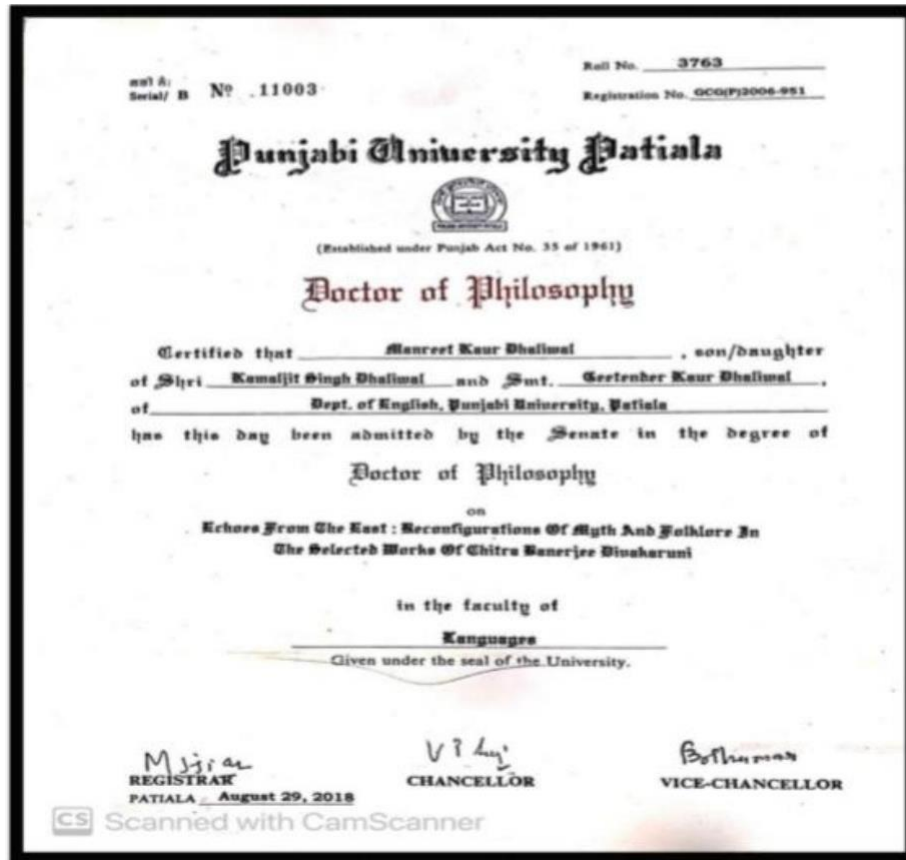 Roll No. 3763
ਲੜੀ ਨੰ:
Serial/ B Nº .11003
Registration No. GCG(P)2006-951
Punjabi University Patiala
(Established under Punjab Act No. 35 of 1961)
Doctor of Philosophy
Certified that Manreet Kaur Dhaliwal , son/daughter
of Shri Kamaljit Singh Dhaliwal and Smt. Geetender Kaur Dhaliwal ,
of Dept. of English, Punjabi University, Patiala
has this day been admitted by the Senate in the degree of
Doctor of Philosophy
on
Echoes From The East : Reconfigurations Of Myth And Folklore In
The Selected Works Of Chitra Banerjee Divakaruni
in the faculty of
Languages
Given under the seal of the University.
REGISTRAR
CHANCELLOR
VICE-CHANCELLOR
PATIALA August 29, 2018
CS Scanned with CamScanner